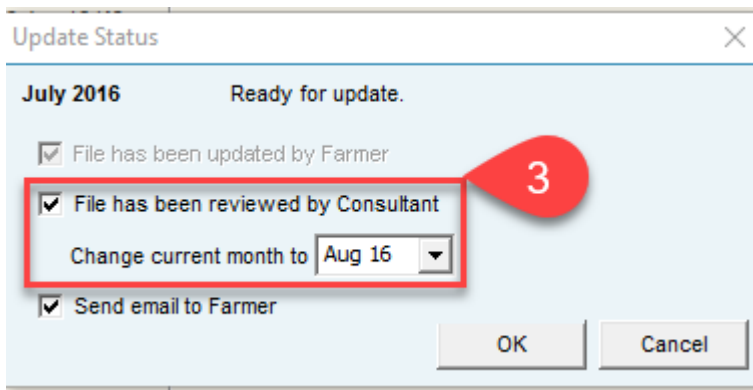 Update Status
July 2016 Ready for update.
File has been updated by Farmer
File has been reviewed by Consultant
3
Change current month to Aug 16
Send email to Farmer
OK Cancel